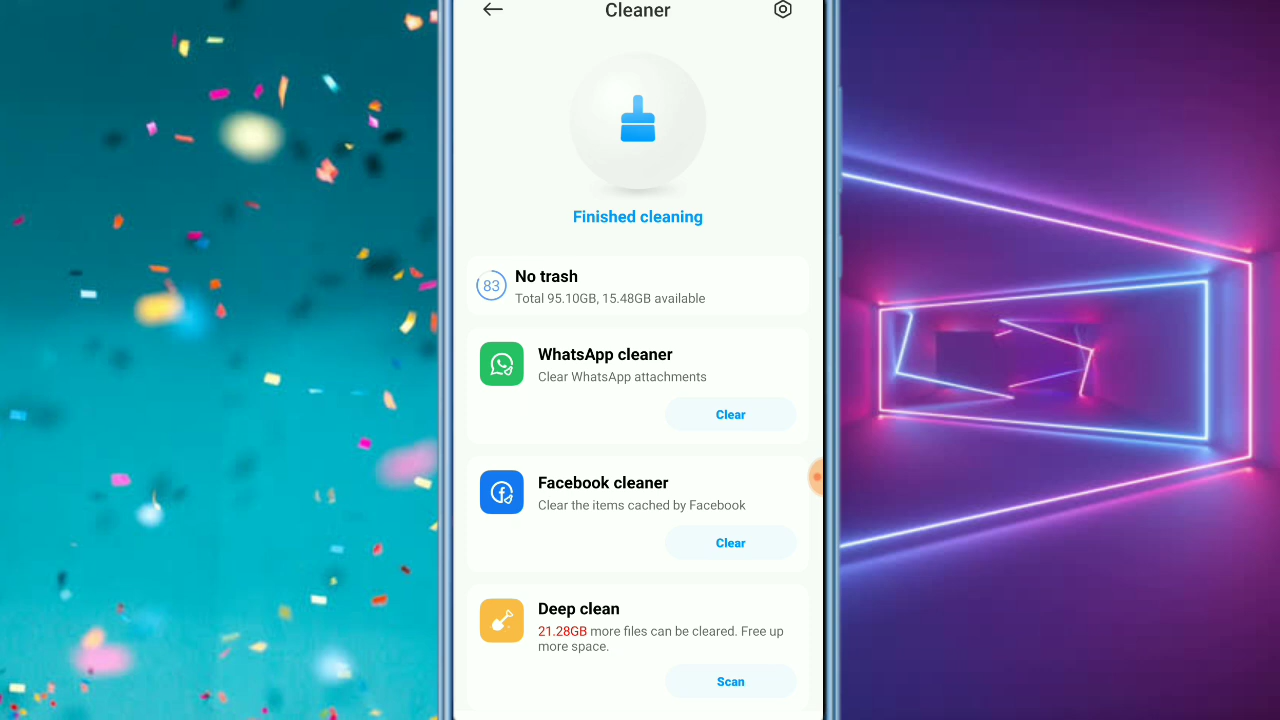 Cleaner
Finished cleaning
83
No trash
Total 95.10GB, 15.48GB available
WhatsApp cleaner
Clear WhatsApp attachments
Clear
Facebook cleaner
Clear the items cached by Facebook
Clear
Deep clean
21.28GB more files can be cleared. Free up
more space.
Scan